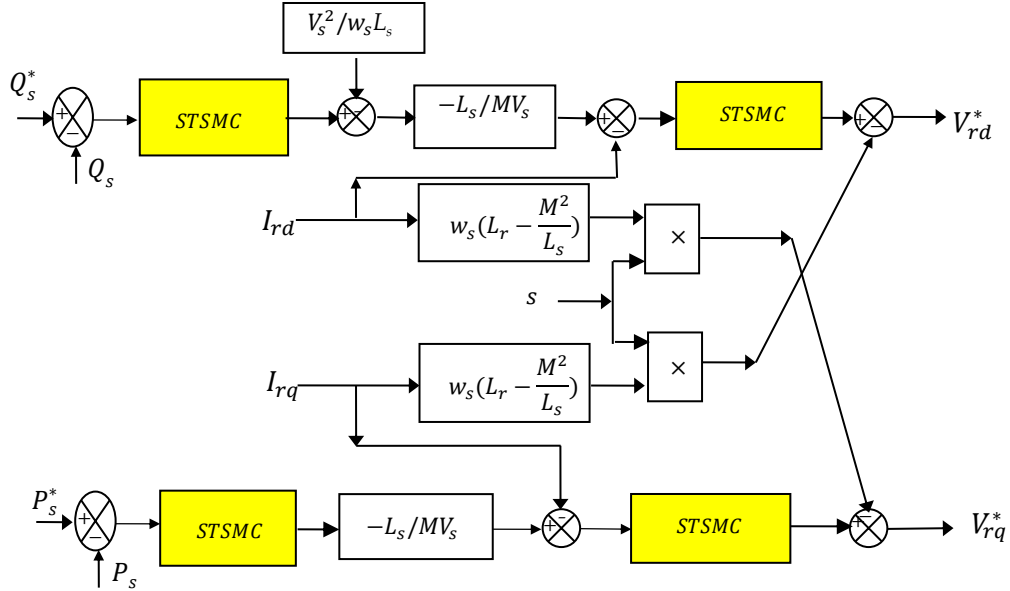 V_s^2/w_sL_s
Q_s^*
+
−
Q_s
STSMC
+ -
−L_s/MV_s
+
−
STSMC
+
−
V_rd^*
I_rd
w_s(L_r − M^2/L_s)
×
s
I_rq
w_s(L_r − M^2/L_s)
×
P_s^*
+
−
P_s
STSMC
−L_s/MV_s
+ -
STSMC
+ −
V_rq^*